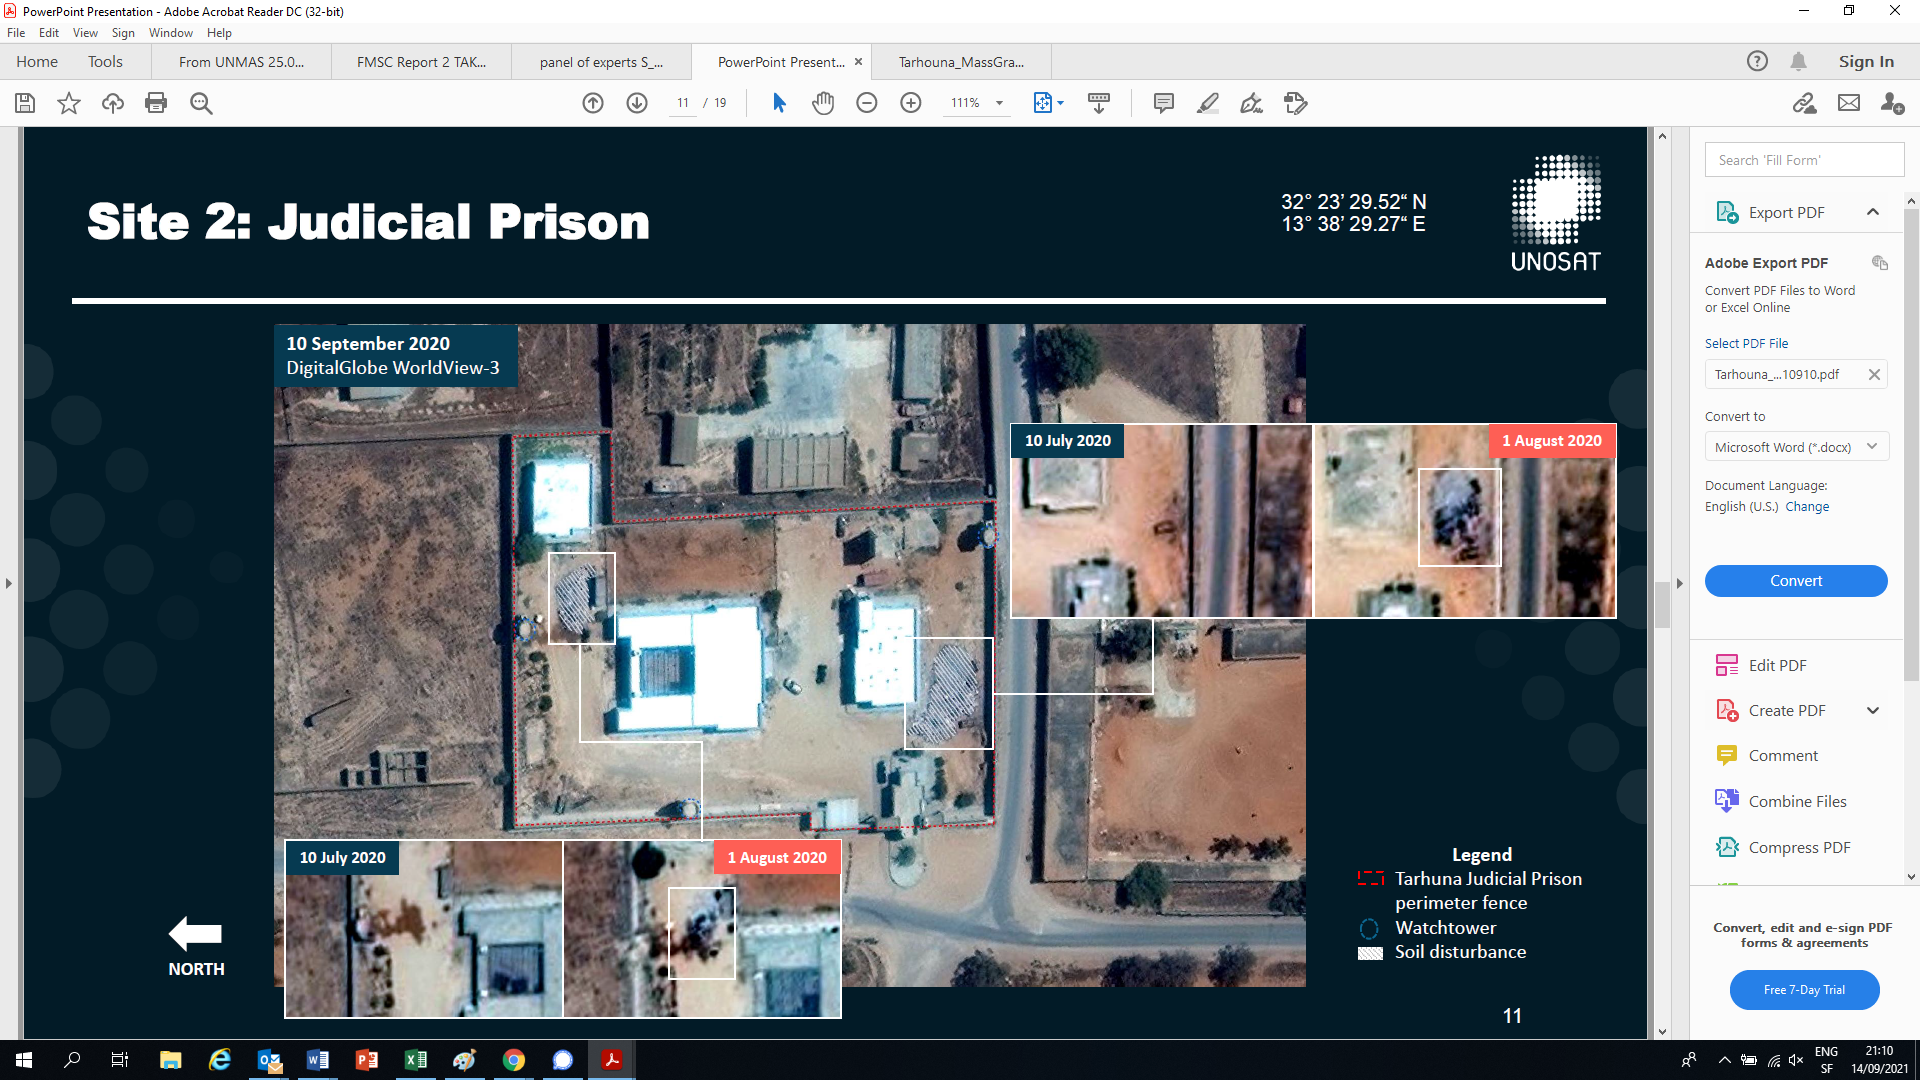 PowerPoint Presentation - Adobe Acrobat Reader DC (32-bit)
File Edit View Sign Window Help
Home Tools From UNMAS 25.0... FMSC Report 2 TAK... panel of experts S_... PowerPoint Present... Tarhouna_MassGra... Sign In
11 / 19 111%
Site 2: Judicial Prison
32° 23’ 29.52“ N
13° 38’ 29.27“ E
UNOSAT
10 September 2020
DigitalGlobe WorldView-3
10 July 2020
1 August 2020
10 July 2020
1 August 2020
NORTH
Legend
Tarhuna Judicial Prison
perimeter fence
Watchtower
Soil disturbance
11
Search 'Fill Form'
Export PDF
Adobe Export PDF
Convert PDF Files to Word
or Excel Online
Select PDF File
Tarhouna_...10910.pdf
Convert to
Microsoft Word (*.docx)
Document Language:
English (U.S.) Change
Convert
Edit PDF
Create PDF
Comment
Combine Files
Compress PDF
Convert, edit and e-sign PDF
forms & agreements
Free 7-Day Trial
ENG
SF
21:10
14/09/2021